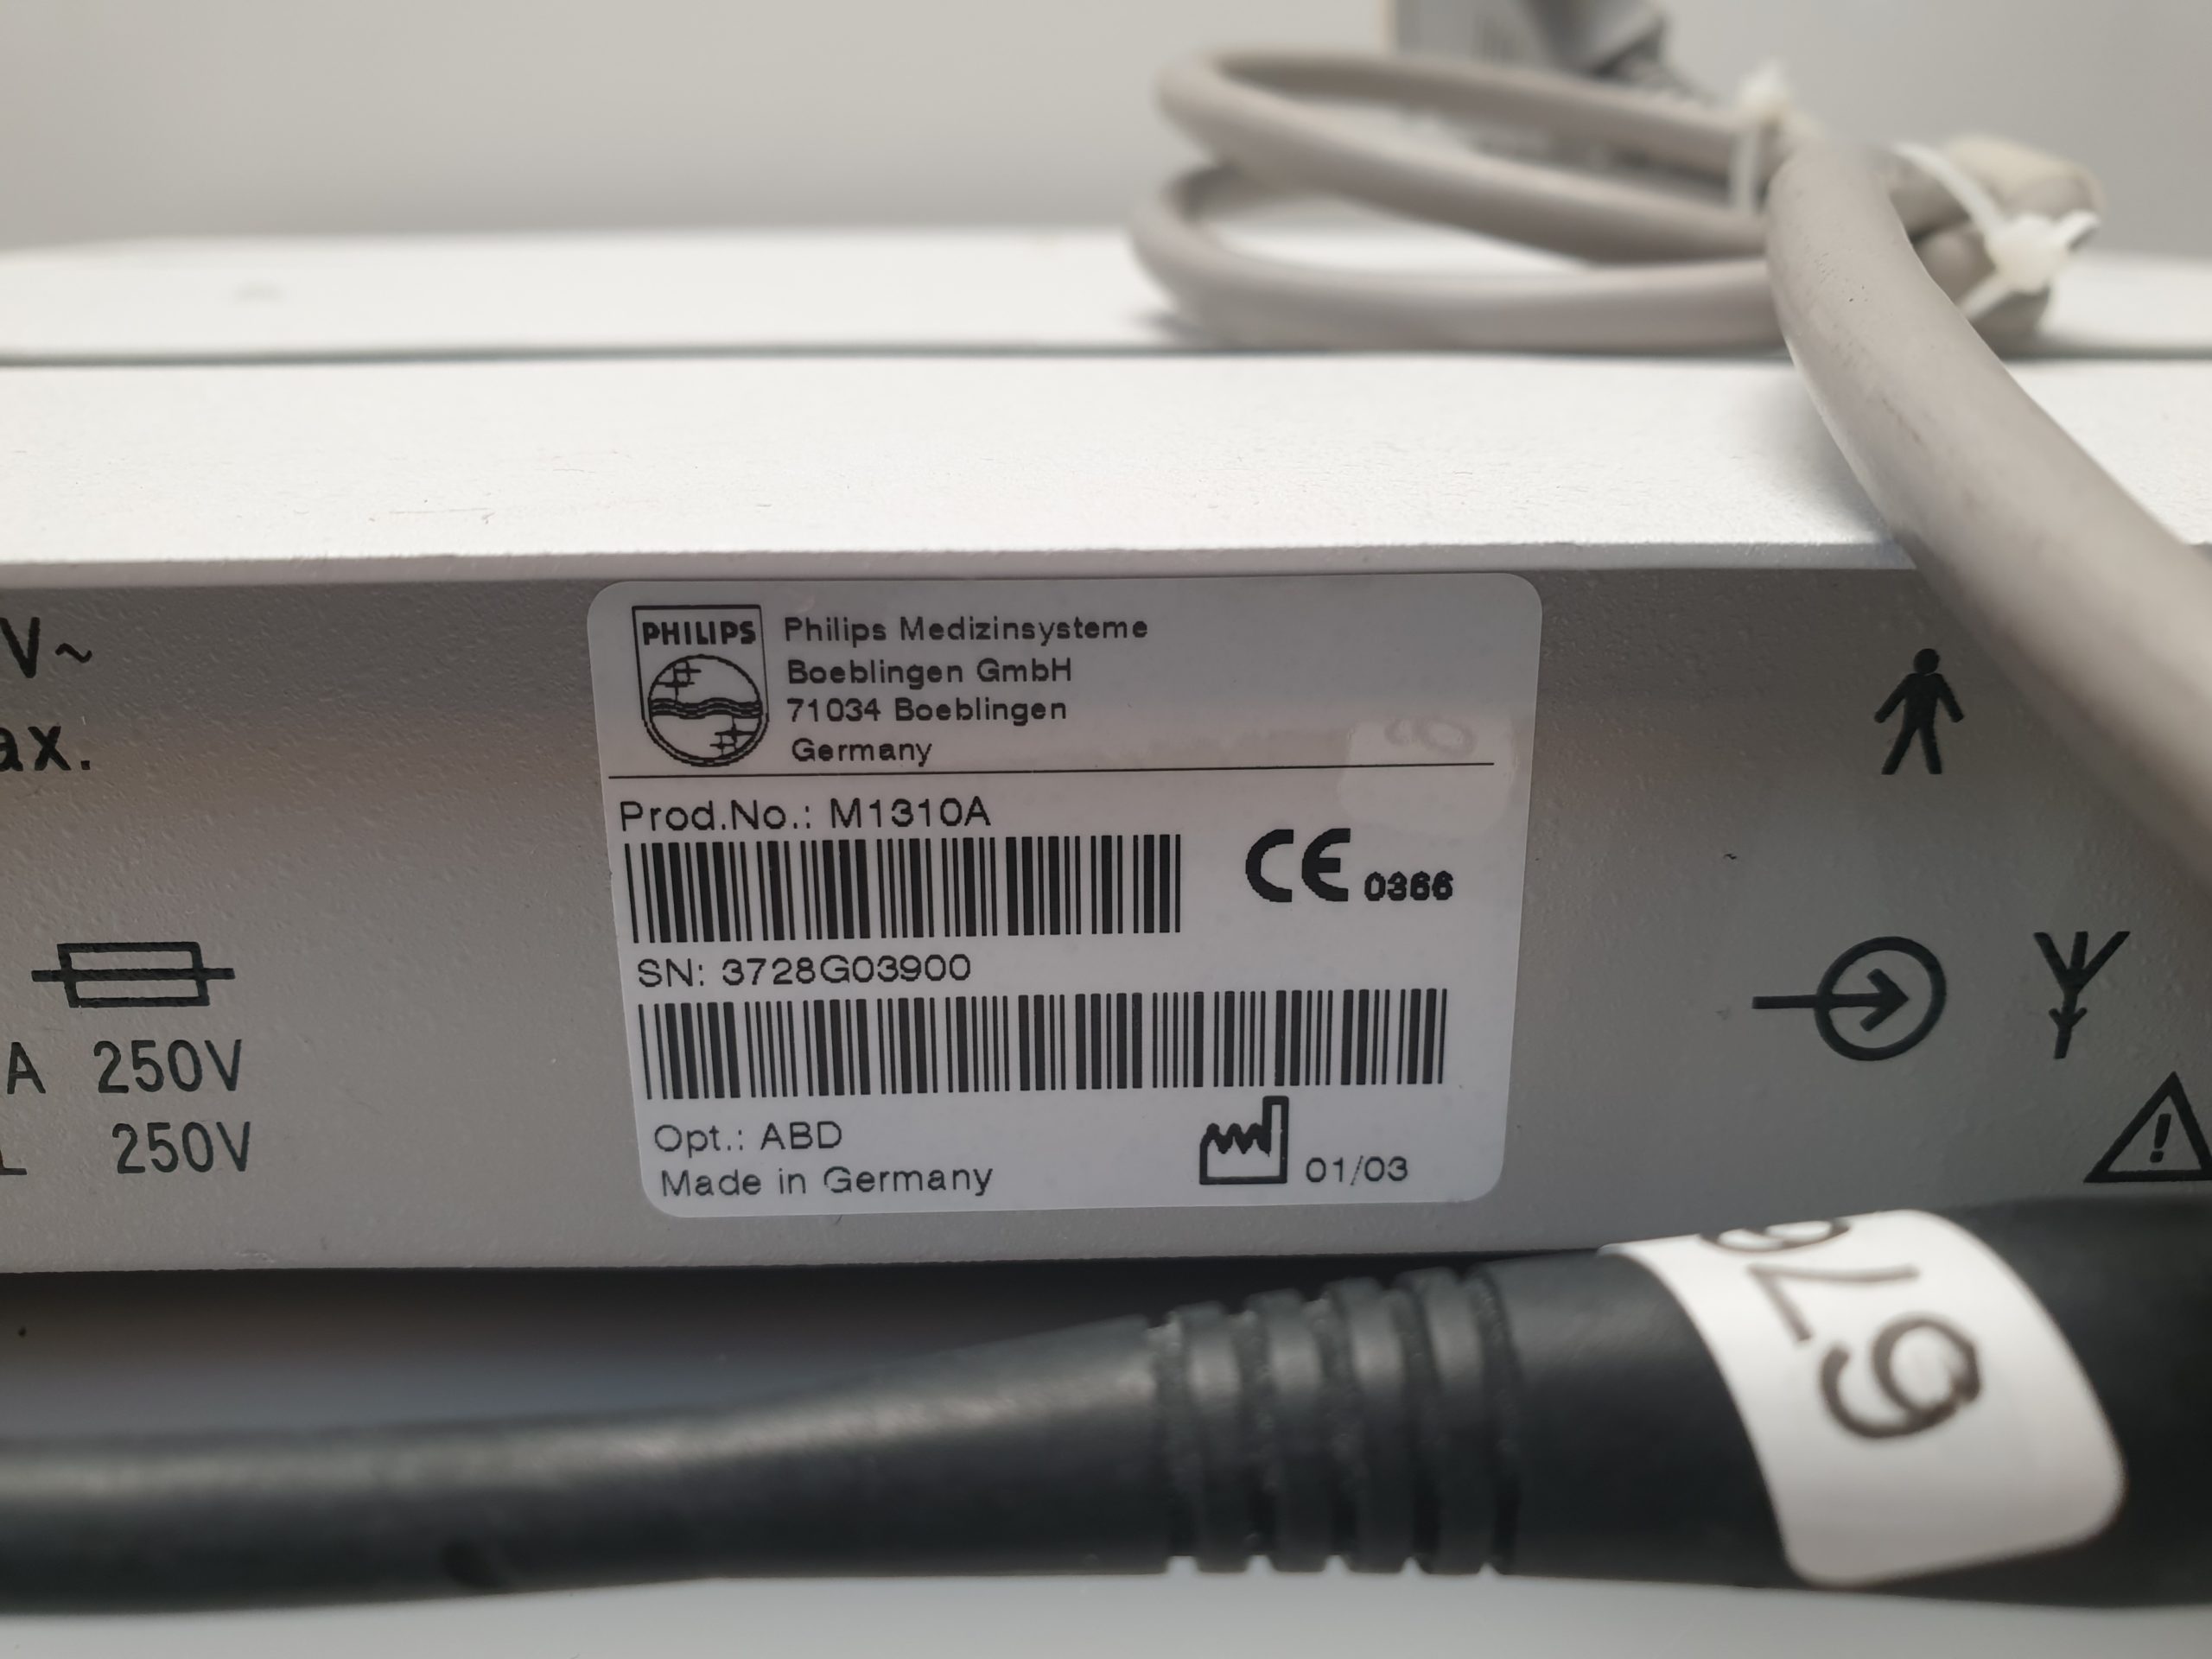 V~
ax.
A 250V
L 250V
PHILIPS
Philips Medizinsysteme
Boeblingen GmbH
71034 Boeblingen
Germany
Prod.No.: M1310A
CE 0366
SN: 3728G03900
Opt.: ABD
Made in Germany
01/03
679